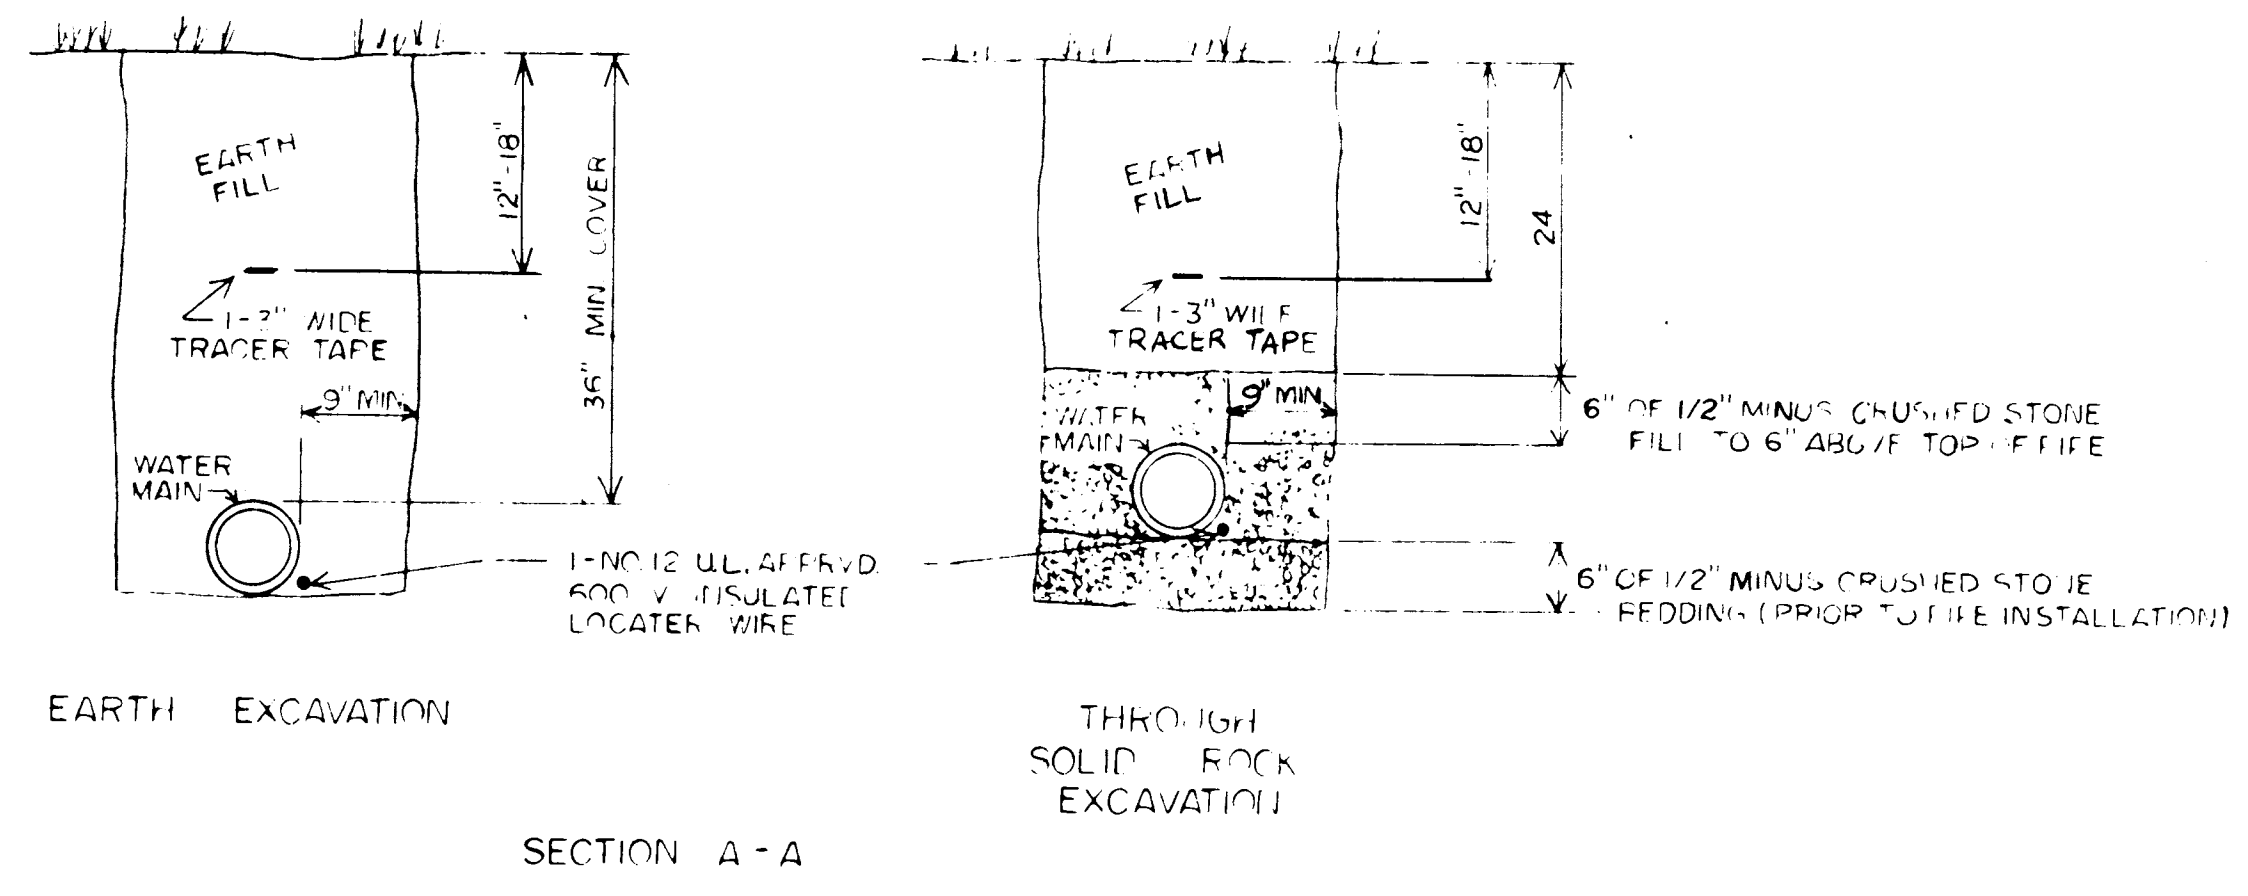 EARTH
FILL
12"-18"
36" MIN COVER
1-3" WIDE
TRACER TAPE
9" MIN
WATER
MAIN
1-NO.12 U.L. APPRVD.
600 V INSULATED
LOCATER WIRE
EARTH EXCAVATION
EARTH
FILL
12"-18"
24
1-3" WIDE
TRACER TAPE
9" MIN
WATER
MAIN
6" OF 1/2" MINUS CRUSHED STONE
FILL TO 6" ABOVE TOP OF PIPE
6" OF 1/2" MINUS CRUSHED STONE
BEDDING (PRIOR TO PIPE INSTALLATION)
THROUGH
SOLID ROCK
EXCAVATION
SECTION A-A